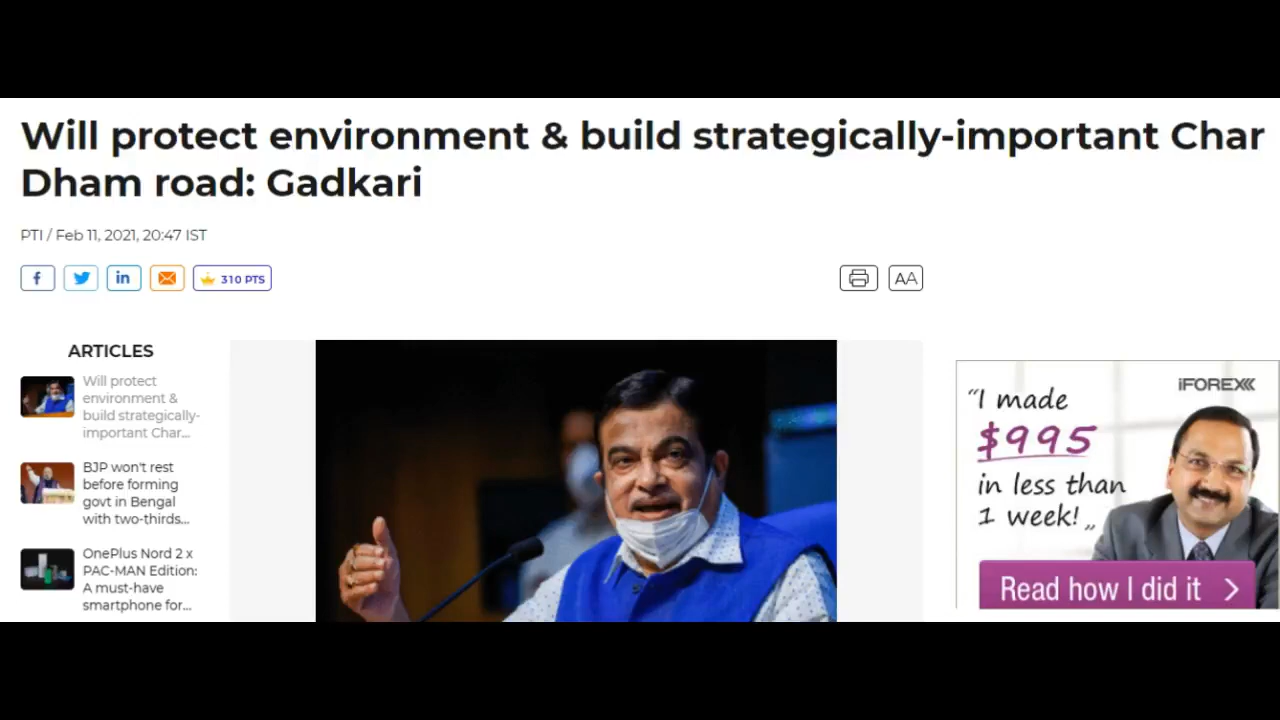 Will protect environment & build strategically-important Char
Dham road: Gadkari
PTI / Feb 11, 2021, 20:47 IST
f
in
310 PTS
AA
ARTICLES
Will protect
environment &
build strategically-
important Char...
BJP won't rest
before forming
govt in Bengal
with two-thirds...
OnePlus Nord 2 x
PAC-MAN Edition:
A must-have
smartphone for...
iFOREX
“I made
$995
in less than
1 week!„
Read how I did it >